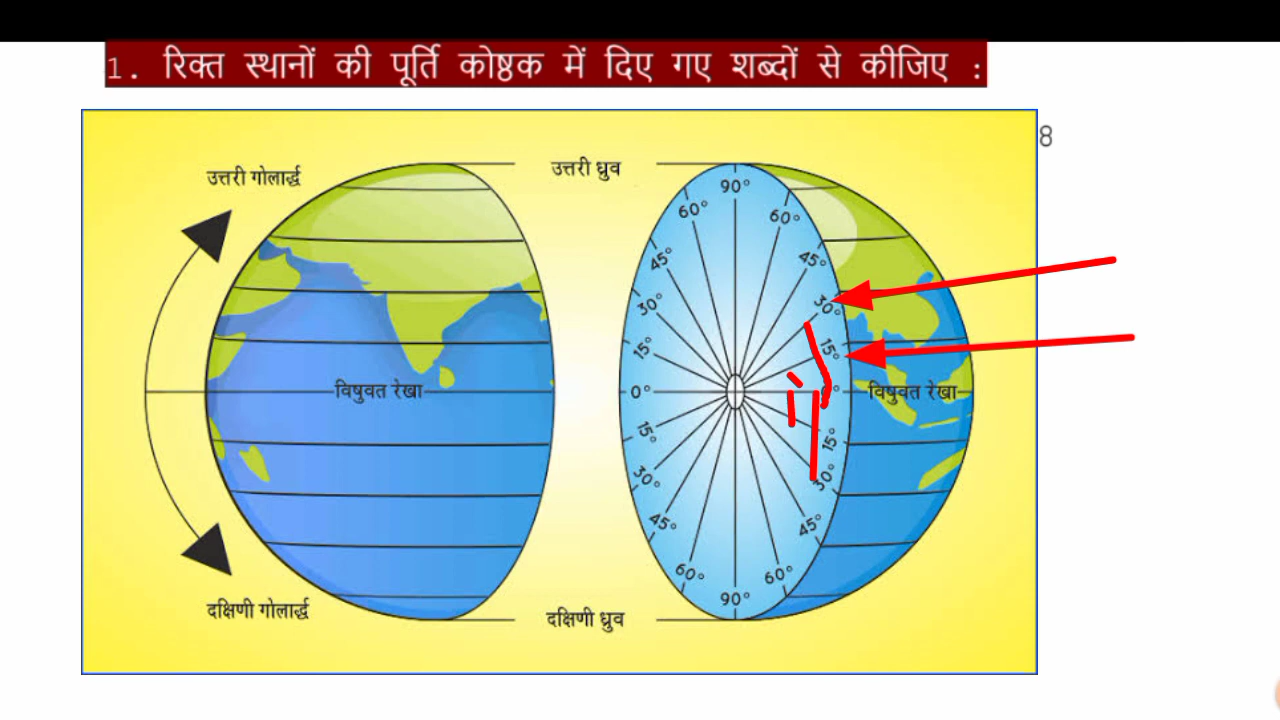 1. रिक्त स्थानों की पूर्ति कोष्ठक में दिए गए शब्दों से कीजिए :
8
उत्तरी गोलार्द्ध
उत्तरी ध्रुव
90°
60° 60°
45° 45°
30° 30°
15° 15°
विषुवत रेखा 0° 0° विषुवत रेखा
15° 15°
30° 30°
45° 45°
60° 60°
90°
दक्षिणी गोलार्द्ध
दक्षिणी ध्रुव